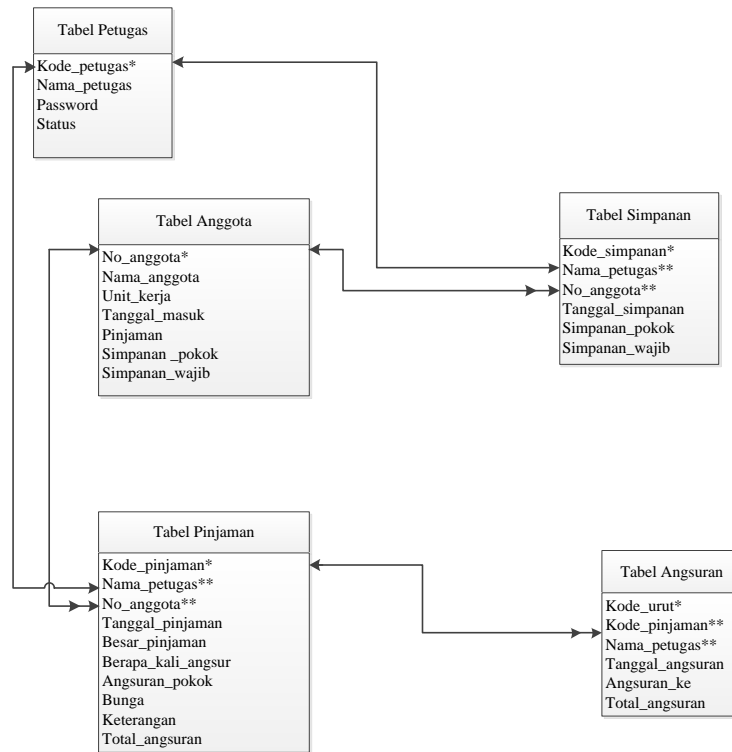 Tabel Petugas
Kode_petugas*
Nama_petugas
Password
Status
Tabel Anggota
No_anggota*
Nama_anggota
Unit_kerja
Tanggal_masuk
Pinjaman
Simpanan _pokok
Simpanan_wajib
Tabel Simpanan
Kode_simpanan*
Nama_petugas**
No_anggota**
Tanggal_simpanan
Simpanan_pokok
Simpanan_wajib
Tabel Pinjaman
Kode_pinjaman*
Nama_petugas**
No_anggota**
Tanggal_pinjaman
Besar_pinjaman
Berapa_kali_angsur
Angsuran_pokok
Bunga
Keterangan
Total_angsuran
Tabel Angsuran
Kode_urut*
Kode_pinjaman**
Nama_petugas**
Tanggal_angsuran
Angsuran_ke
Total_angsuran